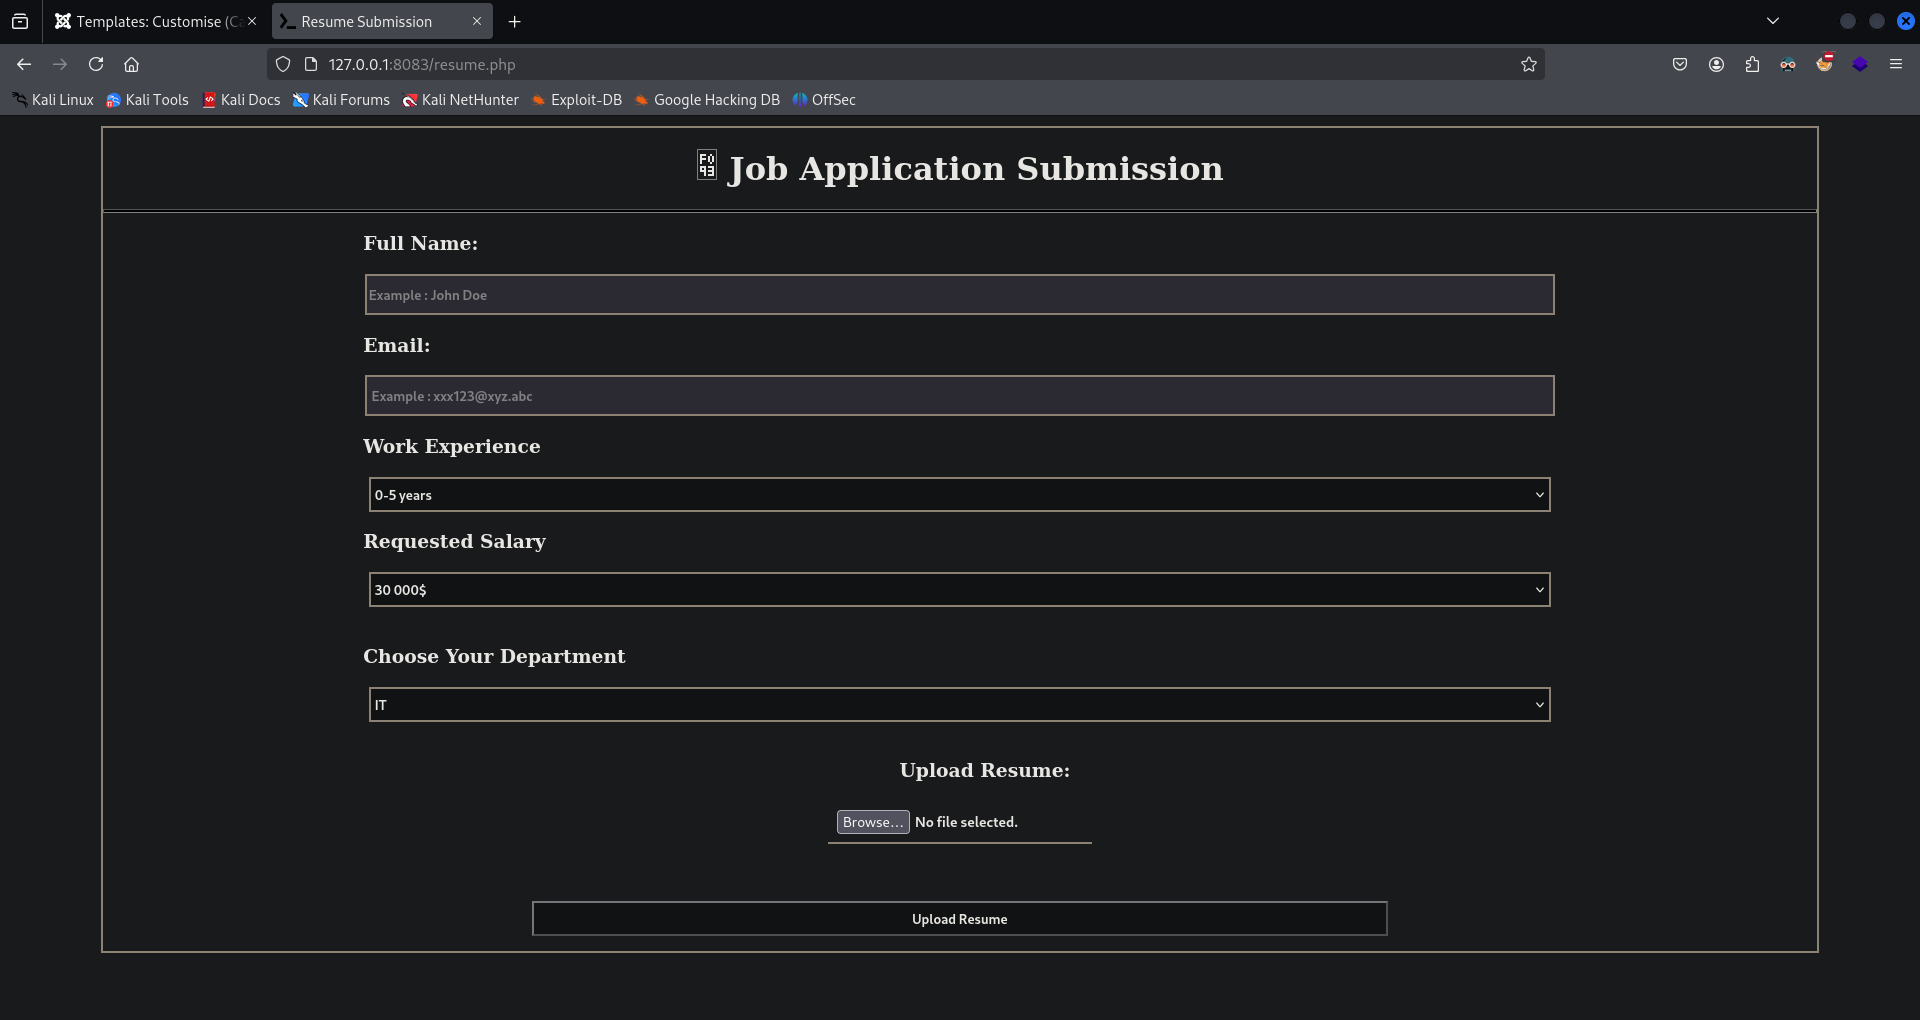 Templates: Customise (Ca
Resume Submission
127.0.0.1:8083/resume.php
Kali Linux
Kali Tools
Kali Docs
Kali Forums
Kali NetHunter
Exploit-DB
Google Hacking DB
OffSec
Job Application Submission
Full Name:
Example : John Doe
Email:
Example : xxx123@xyz.abc
Work Experience
0-5 years
Requested Salary
30 000$
Choose Your Department
IT
Upload Resume:
Browse…
No file selected.
Upload Resume